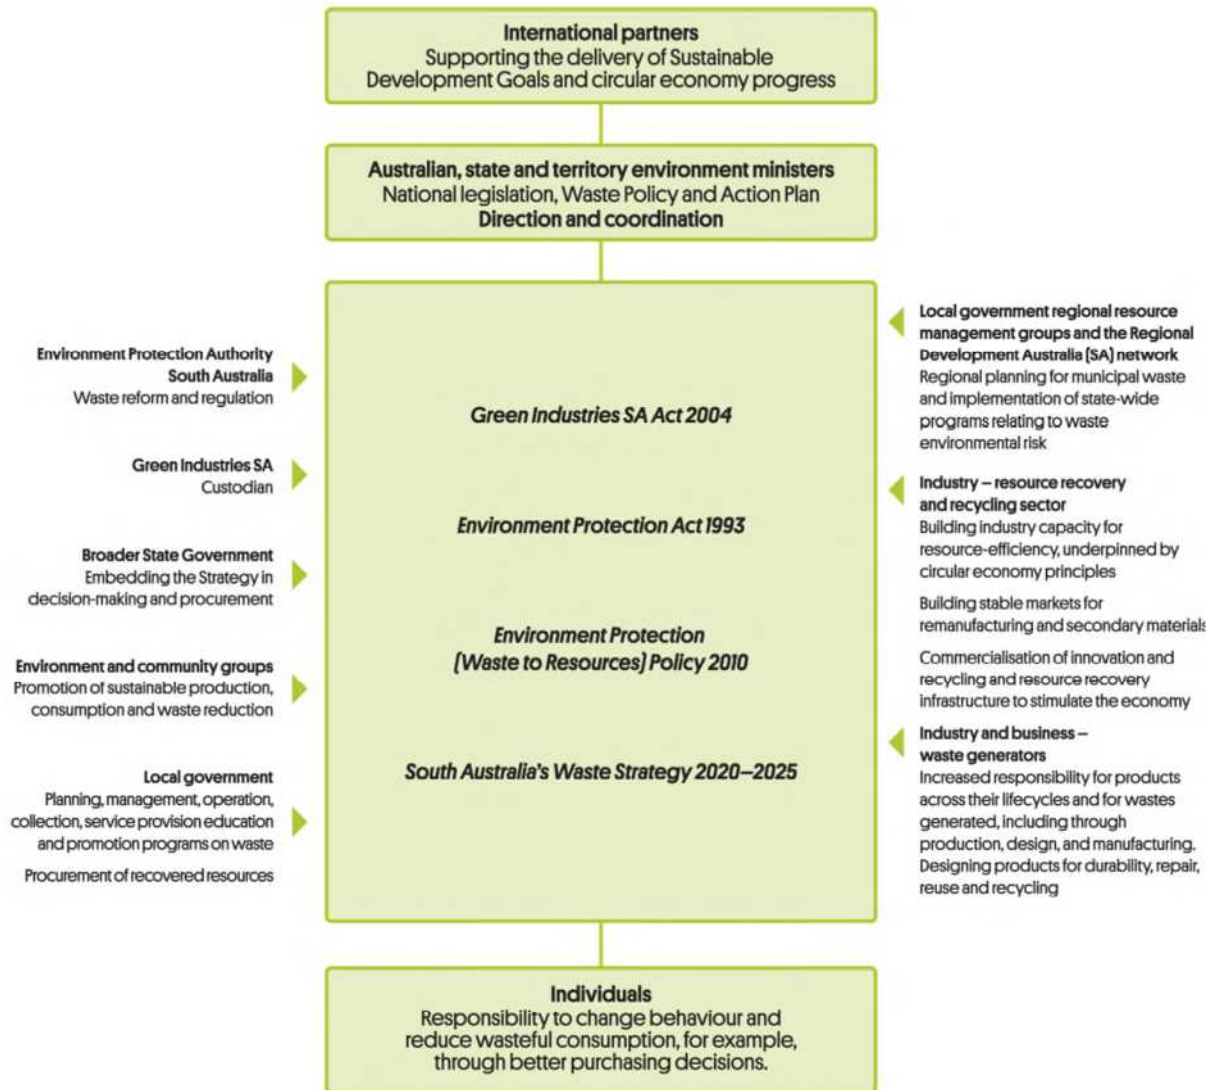 International partners
Supporting the delivery of Sustainable
Development Goals and circular economy progress
Australian, state and territory environment ministers
National legislation, Waste Policy and Action Plan
Direction and coordination
Environment Protection Authority
South Australia
Waste reform and regulation
Green Industries SA
Custodian
Broader State Government
Embedding the Strategy in
decision-making and procurement
Environment and community groups
Promotion of sustainable production,
consumption and waste reduction
Local government
Planning, management, operation,
collection, service provision education
and promotion programs on waste
Procurement of recovered resources
Green Industries SA Act 2004
Environment Protection Act 1993
Environment Protection
(Waste to Resources) Policy 2010
South Australia's Waste Strategy 2020–2025
Local government regional resource
management groups and the Regional
Development Australia (SA) network
Regional planning for municipal waste
and implementation of state-wide
programs relating to waste
environmental risk
Industry – resource recovery
and recycling sector
Building industry capacity for
resource-efficiency, underpinned by
circular economy principles
Building stable markets for
remanufacturing and secondary materials
Commercialisation of innovation and
recycling and resource recovery
infrastructure to stimulate the economy
Industry and business –
waste generators
Increased responsibility for products
across their lifecycles and for wastes
generated, including through
production, design, and manufacturing.
Designing products for durability, repair,
reuse and recycling
Individuals
Responsibility to change behaviour and
reduce wasteful consumption, for example,
through better purchasing decisions.